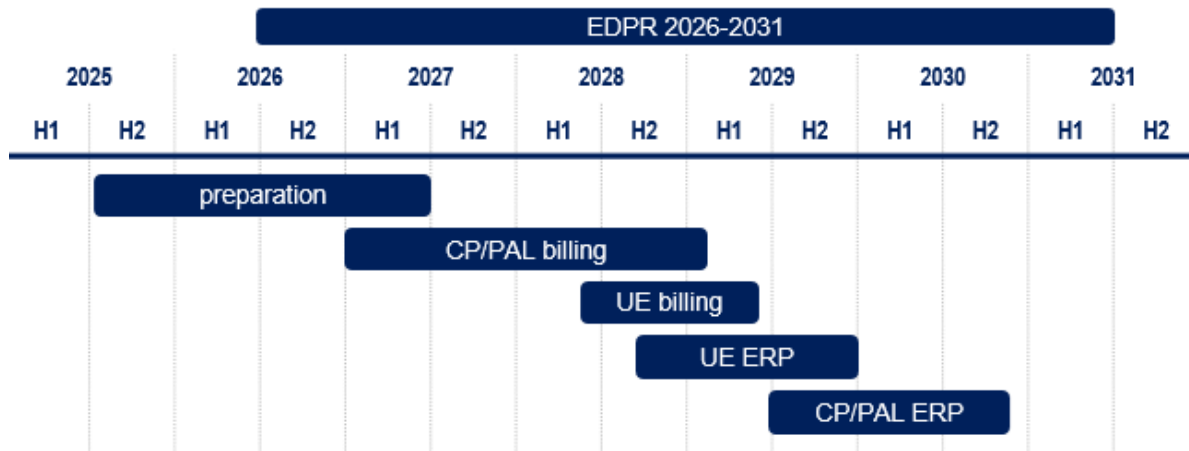 EDPR 2026-2031
2025 2026 2027 2028 2029 2030 2031
H1 H2 H1 H2 H1 H2 H1 H2 H1 H2 H1 H2 H1 H2
preparation
CP/PAL billing
UE billing
UE ERP
CP/PAL ERP